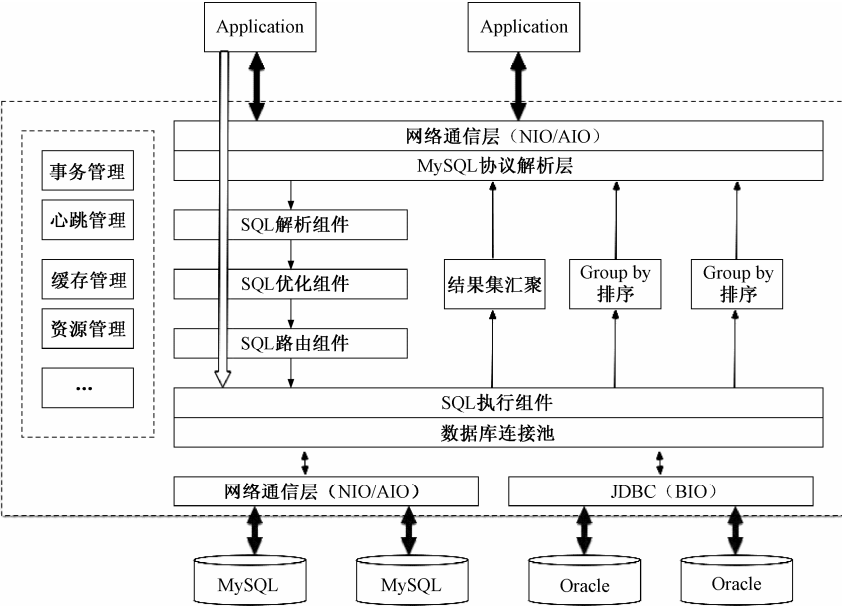 Application
Application
网络通信层（NIO/AIO）
MySQL协议解析层
事务管理
心跳管理
缓存管理
资源管理
...
SQL解析组件
SQL优化组件
SQL路由组件
结果集汇聚
Group by
排序
Group by
排序
SQL执行组件
数据库连接池
网络通信层（NIO/AIO）
JDBC（BIO）
MySQL
MySQL
Oracle
Oracle